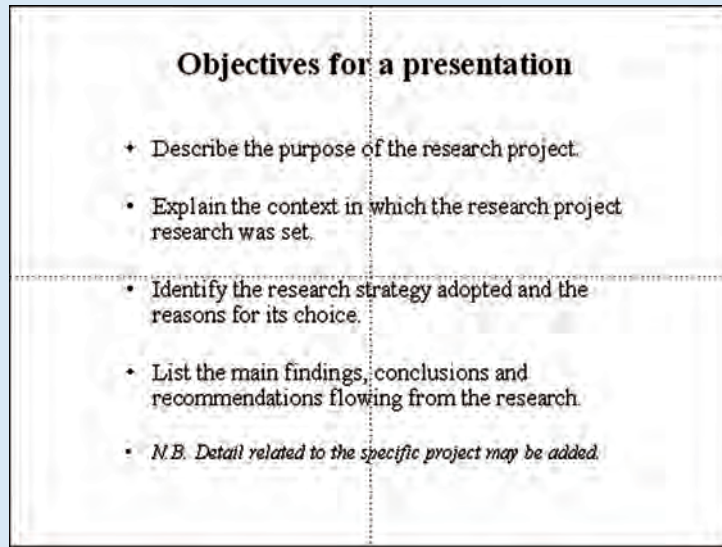 Objectives for a presentation
• Describe the purpose of the research project.
• Explain the context in which the research project
research was set.
• Identify the research strategy adopted and the
reasons for its choice.
• List the main findings, conclusions and
recommendations flowing from the research.
• N.B. Detail related to the specific project may be added.